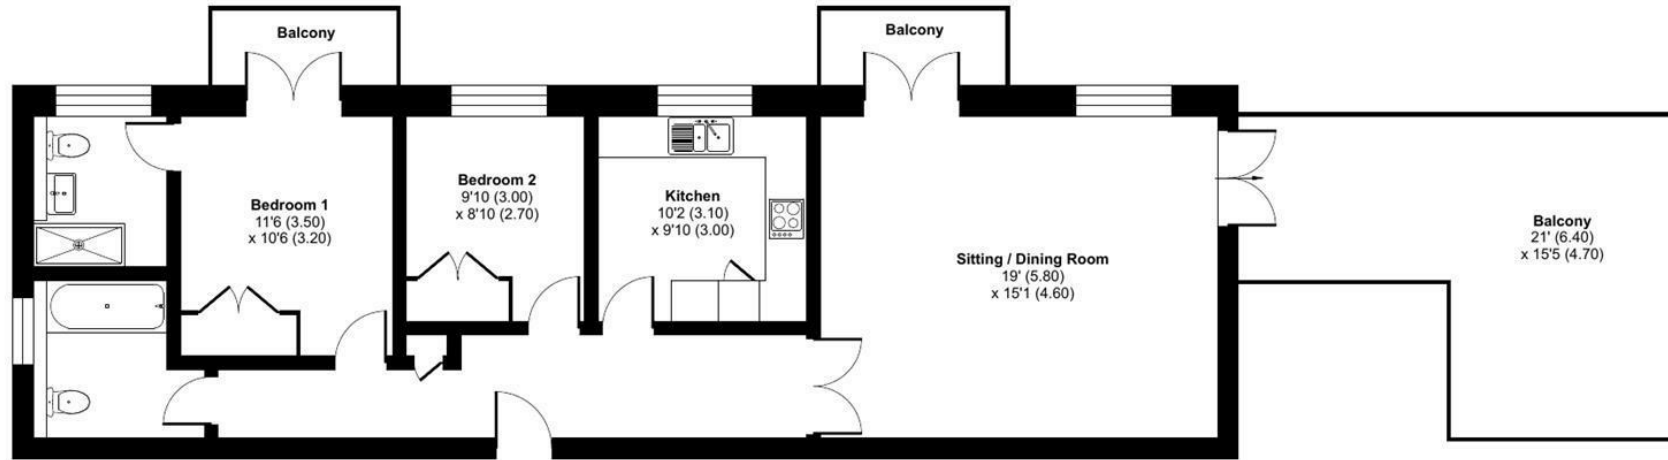 Balcony
Balcony
Bedroom 1
11'6 (3.50)
x 10'6 (3.20)
Bedroom 2
9'10 (3.00)
x 8'10 (2.70)
Kitchen
10'2 (3.10)
x 9'10 (3.00)
Sitting / Dining Room
19' (5.80)
x 15'1 (4.60)
Balcony
21' (6.40)
x 15'5 (4.70)